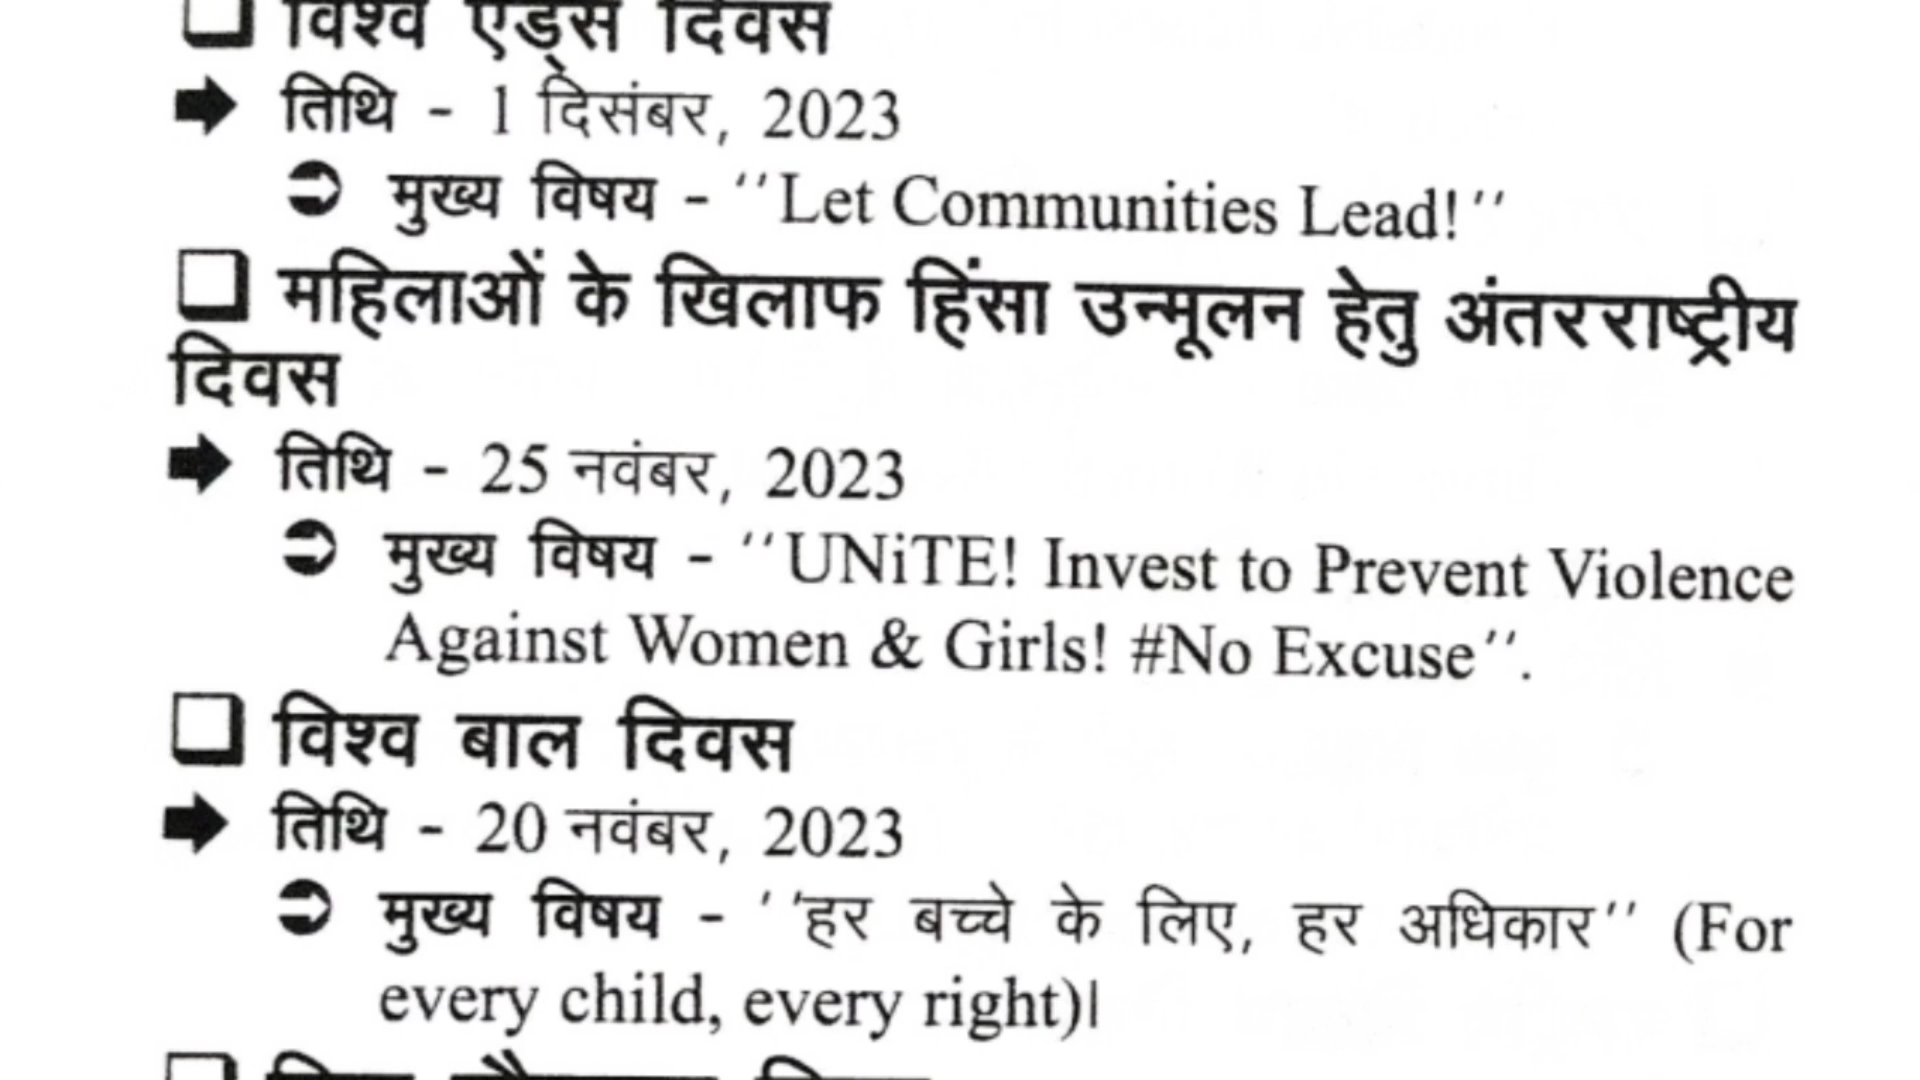 ❑ विश्व एड्स दिवस
➡ तिथि - 1 दिसंबर, 2023
➲ मुख्य विषय - ''Let Communities Lead!''
❑ महिलाओं के खिलाफ हिंसा उन्मूलन हेतु अंतरराष्ट्रीय
दिवस
➡ तिथि - 25 नवंबर, 2023
➲ मुख्य विषय - ''UNiTE! Invest to Prevent Violence
Against Women & Girls! #No Excuse''.
❑ विश्व बाल दिवस
➡ तिथि - 20 नवंबर, 2023
➲ मुख्य विषय - ''हर बच्चे के लिए, हर अधिकार'' (For
every child, every right)।